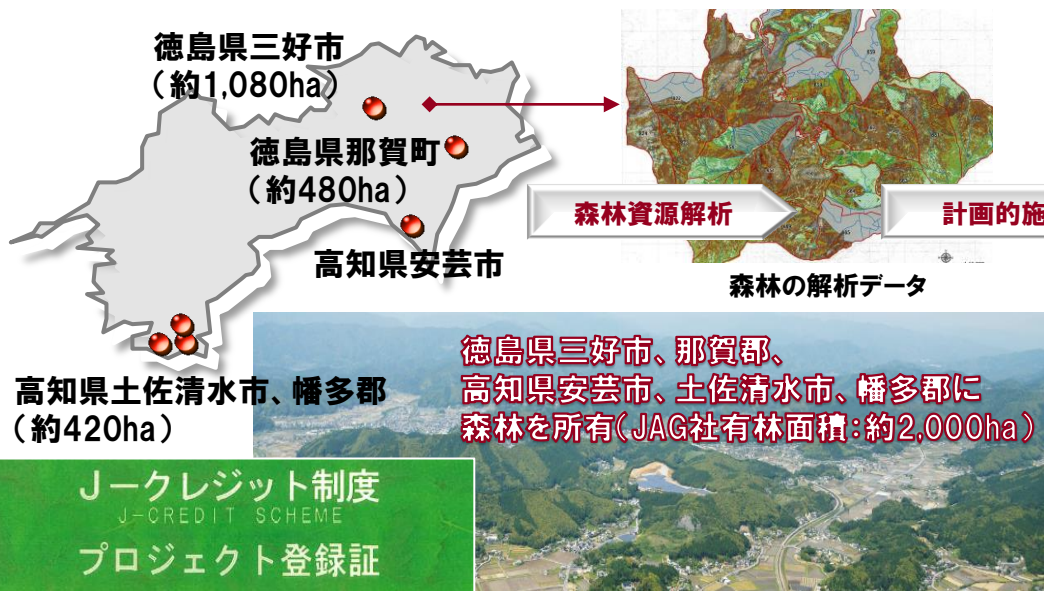 徳島県三好市
（約1,080ha）
徳島県那賀町
（約480ha）
高知県安芸市
高知県土佐清水市、幡多郡
（約420ha）
森林資源解析
計画的施
森林の解析データ
徳島県三好市、那賀郡、
高知県安芸市、土佐清水市、幡多郡に
森林を所有（JAG社有林面積：約2,000ha）
J－クレジット制度
J-CREDIT SCHEME
プロジェクト登録証